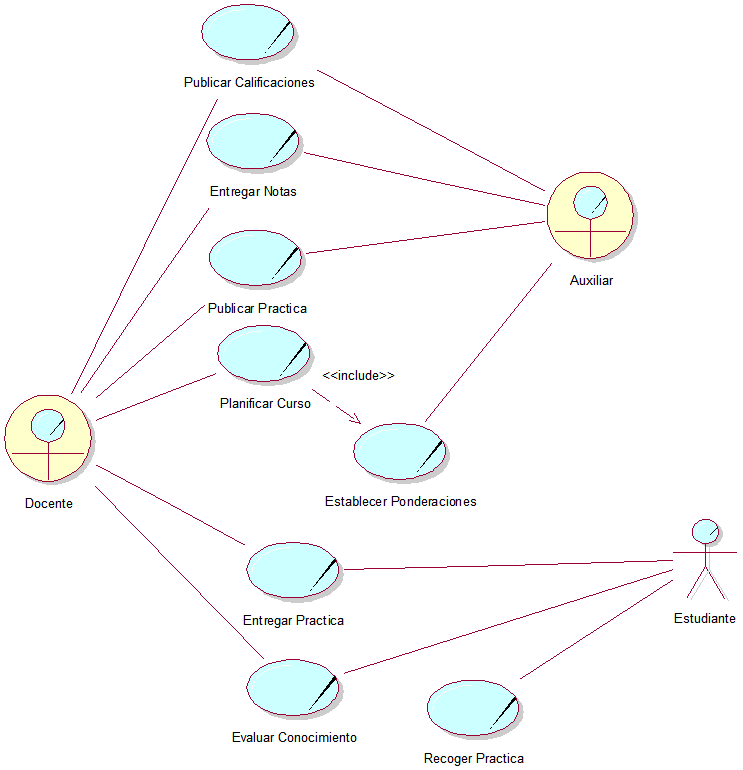 Publicar Calificaciones
Entregar Notas
Auxiliar
Publicar Practica
<<include>>
Planificar Curso
Docente
Establecer Ponderaciones
Entregar Practica
Estudiante
Evaluar Conocimiento
Recoger Practica